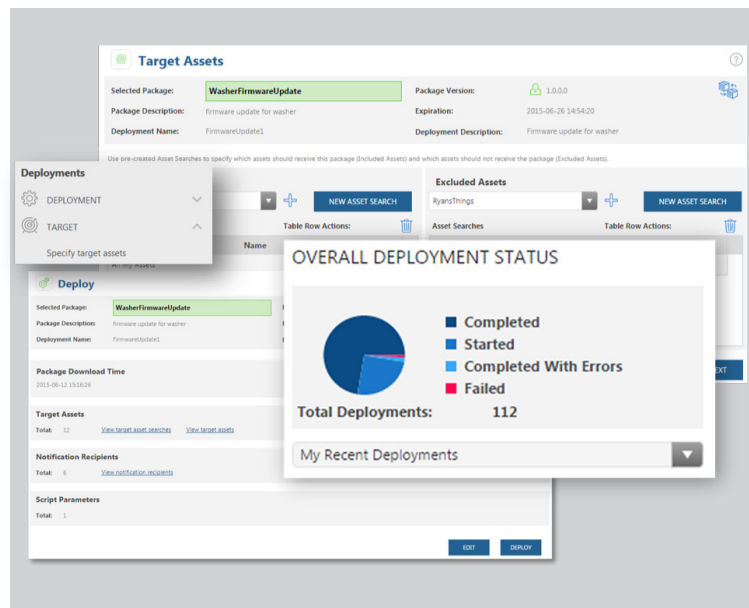 Target Assets
Selected Package: WasherFirmwareUpdate Package Version: 1.0.0.0
Package Description: firmware update for washer Expiration: 2015-06-26 14:54:20
Deployment Name: FirmwareUpdate1 Deployment Description: Firmware update for washer
Use pre-created Asset Searches to specify which assets should receive this package (Included Assets) and which assets should not receive the package (Excluded Assets).
Deployments
DEPLOYMENT
TARGET
Specify target assets
NEW ASSET SEARCH
Table Row Actions:
Name
Excluded Assets
RyansThings
NEW ASSET SEARCH
Asset Searches Table Row Actions:
Deploy
Selected Package: WasherFirmwareUpdate
Package Description: firmware update for washer
Deployment Name: FirmwareUpdate1
Package Download Time
2015-06-12 15:16:26
Target Assets
Total: 12 View target asset searches View target assets
Notification Recipients
Total: 6 View notification recipients
Script Parameters
Total: 1
EDIT DEPLOY
OVERALL DEPLOYMENT STATUS
Completed
Started
Completed With Errors
Failed
Total Deployments: 112
My Recent Deployments